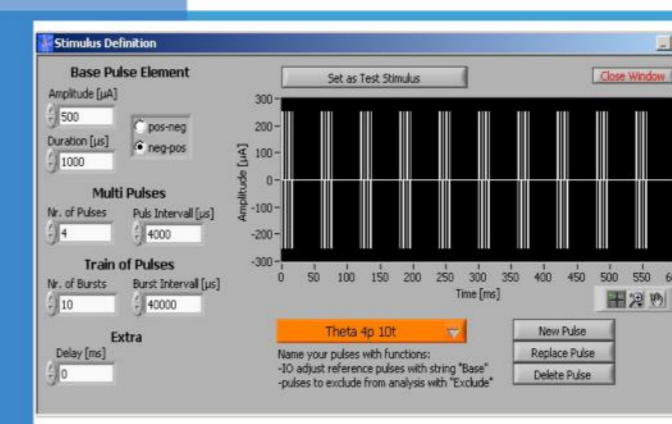 Stimulus Definition
Base Pulse Element
Amplitude [µA]
500
pos-neg
neg-pos
Duration [µs]
1000
Multi Pulses
Nr. of Pulses
Puls Intervall [µs]
4
4000
Train of Pulses
Nr. of Bursts
Burst Interval [µs]
10
40000
Extra
Delay [ms]
0
Set as Test Stimulus
Close Window
Amplitude [µA]
300
200
100
0
-100
-200
-300
0 50 100 150 200 250 300 350 400 450 500 550
Time [ms]
Theta 4p 10t
Name your pulses with functions:
-IO adjust reference pulses with string "Base"
-pulses to exclude from analysis with "Exclude"
New Pulse
Replace Pulse
Delete Pulse